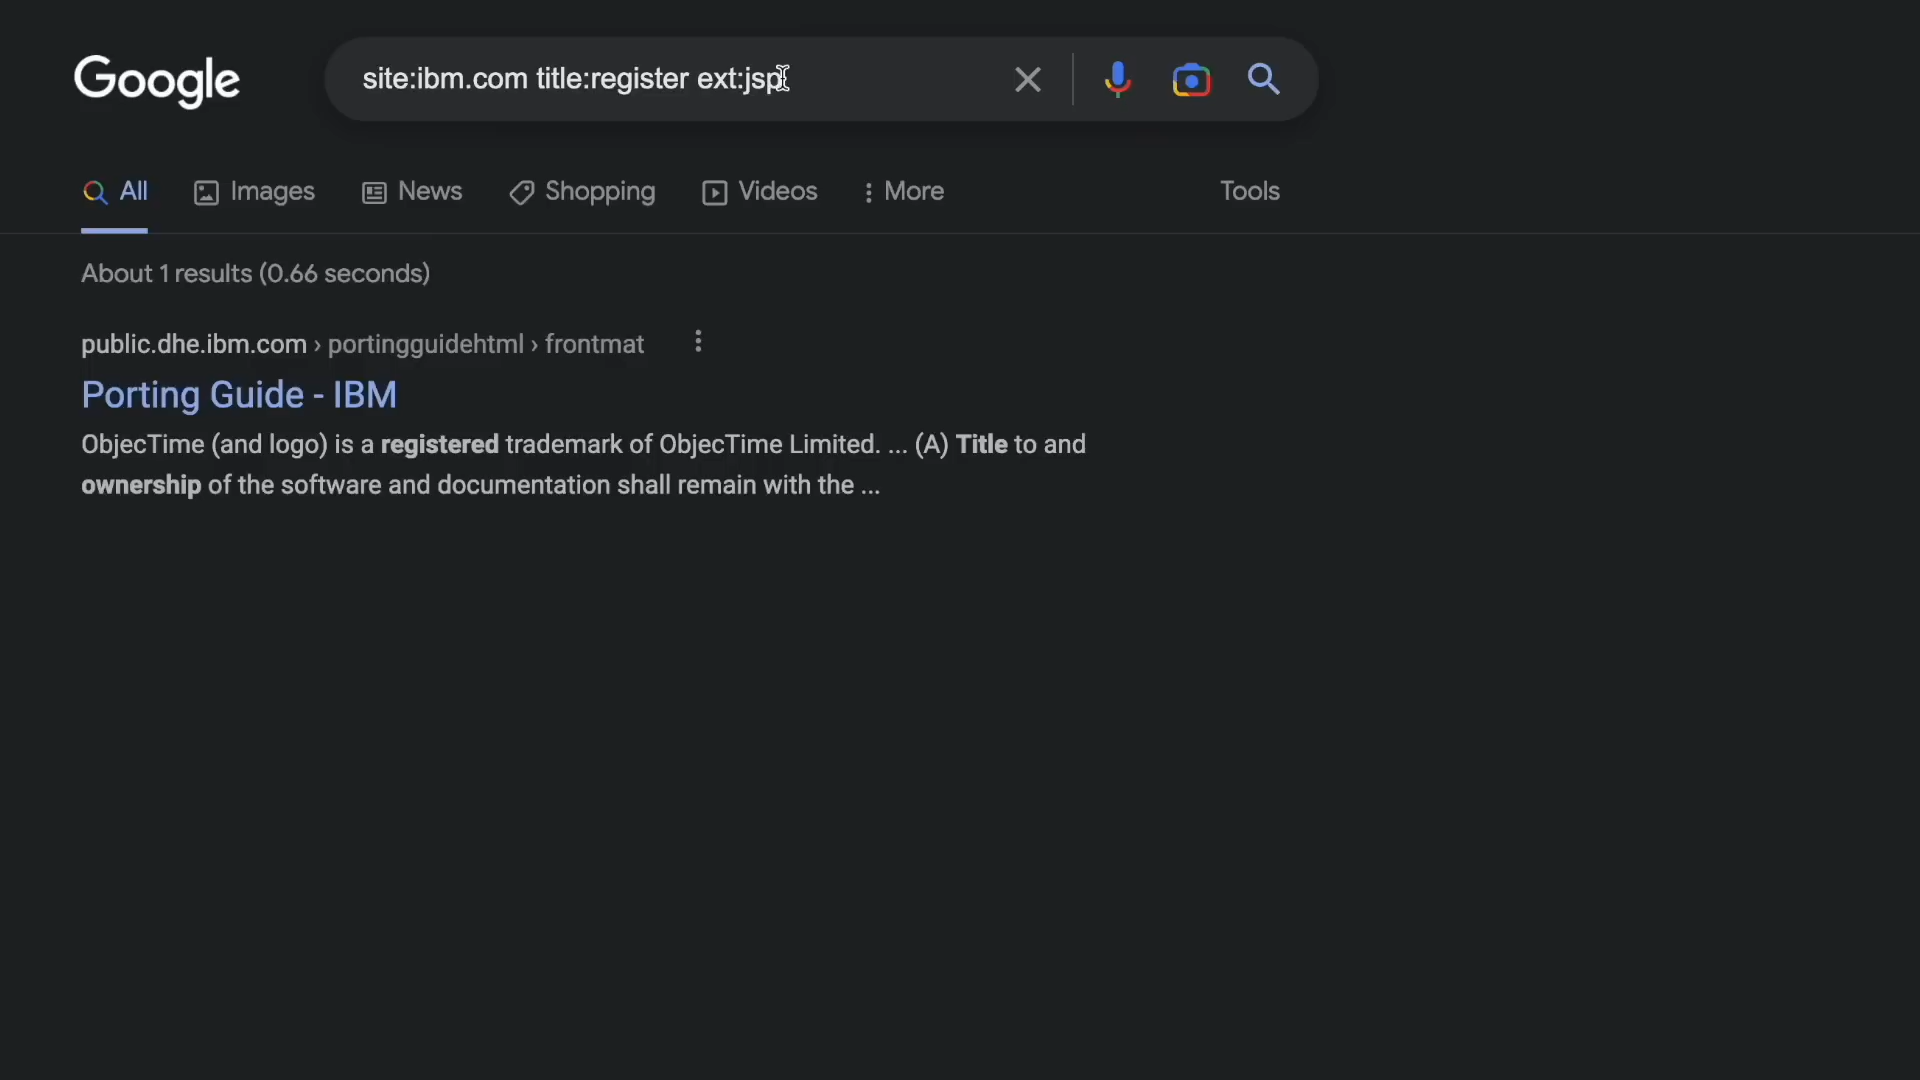 Google
site:ibm.com title:register ext:jsp
All Images News Shopping Videos More Tools
About 1 results (0.66 seconds)
public.dhe.ibm.com › portingguidehtml › frontmat
Porting Guide - IBM
ObjecTime (and logo) is a registered trademark of ObjecTime Limited. ... (A) Title to and
ownership of the software and documentation shall remain with the ...